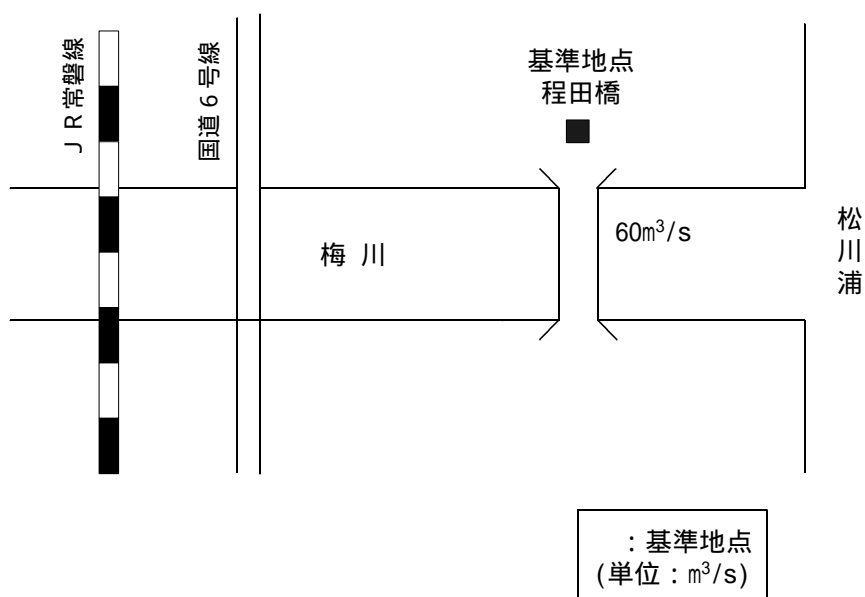 ＪＲ常磐線
国道６号線
基準地点
程田橋
60㎥/s
梅 川
松川浦
：基準地点
(単位：㎥/s)